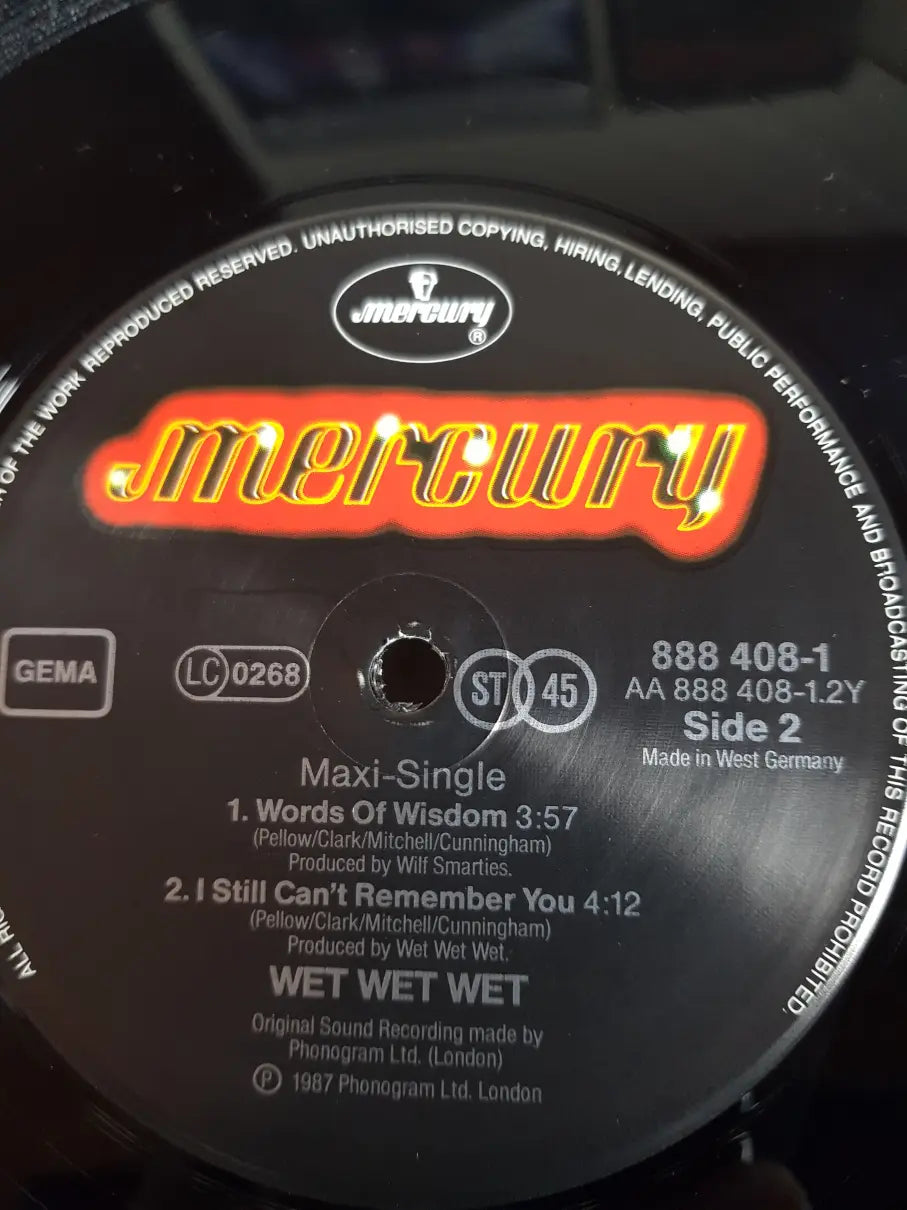 OF THE WORK REPRODUCED RESERVED. UNAUTHORISED COPYING, HIRING, LENDING, PUBLIC PERFORMANCE AND BROADCASTING OF THIS RECORD PROHIBITED.
mercury
®
mercury
GEMA
LC 0268
ST 45
888 408-1
AA 888 408-1.2Y
Side 2
Made in West Germany
Maxi-Single
1. Words Of Wisdom 3:57
(Pellow/Clark/Mitchell/Cunningham)
Produced by Wilf Smarties.
2. I Still Can't Remember You 4:12
(Pellow/Clark/Mitchell/Cunningham)
Produced by Wet Wet Wet.
WET WET WET
Original Sound Recording made by
Phonogram Ltd. (London)
Ⓟ 1987 Phonogram Ltd. London
ALL